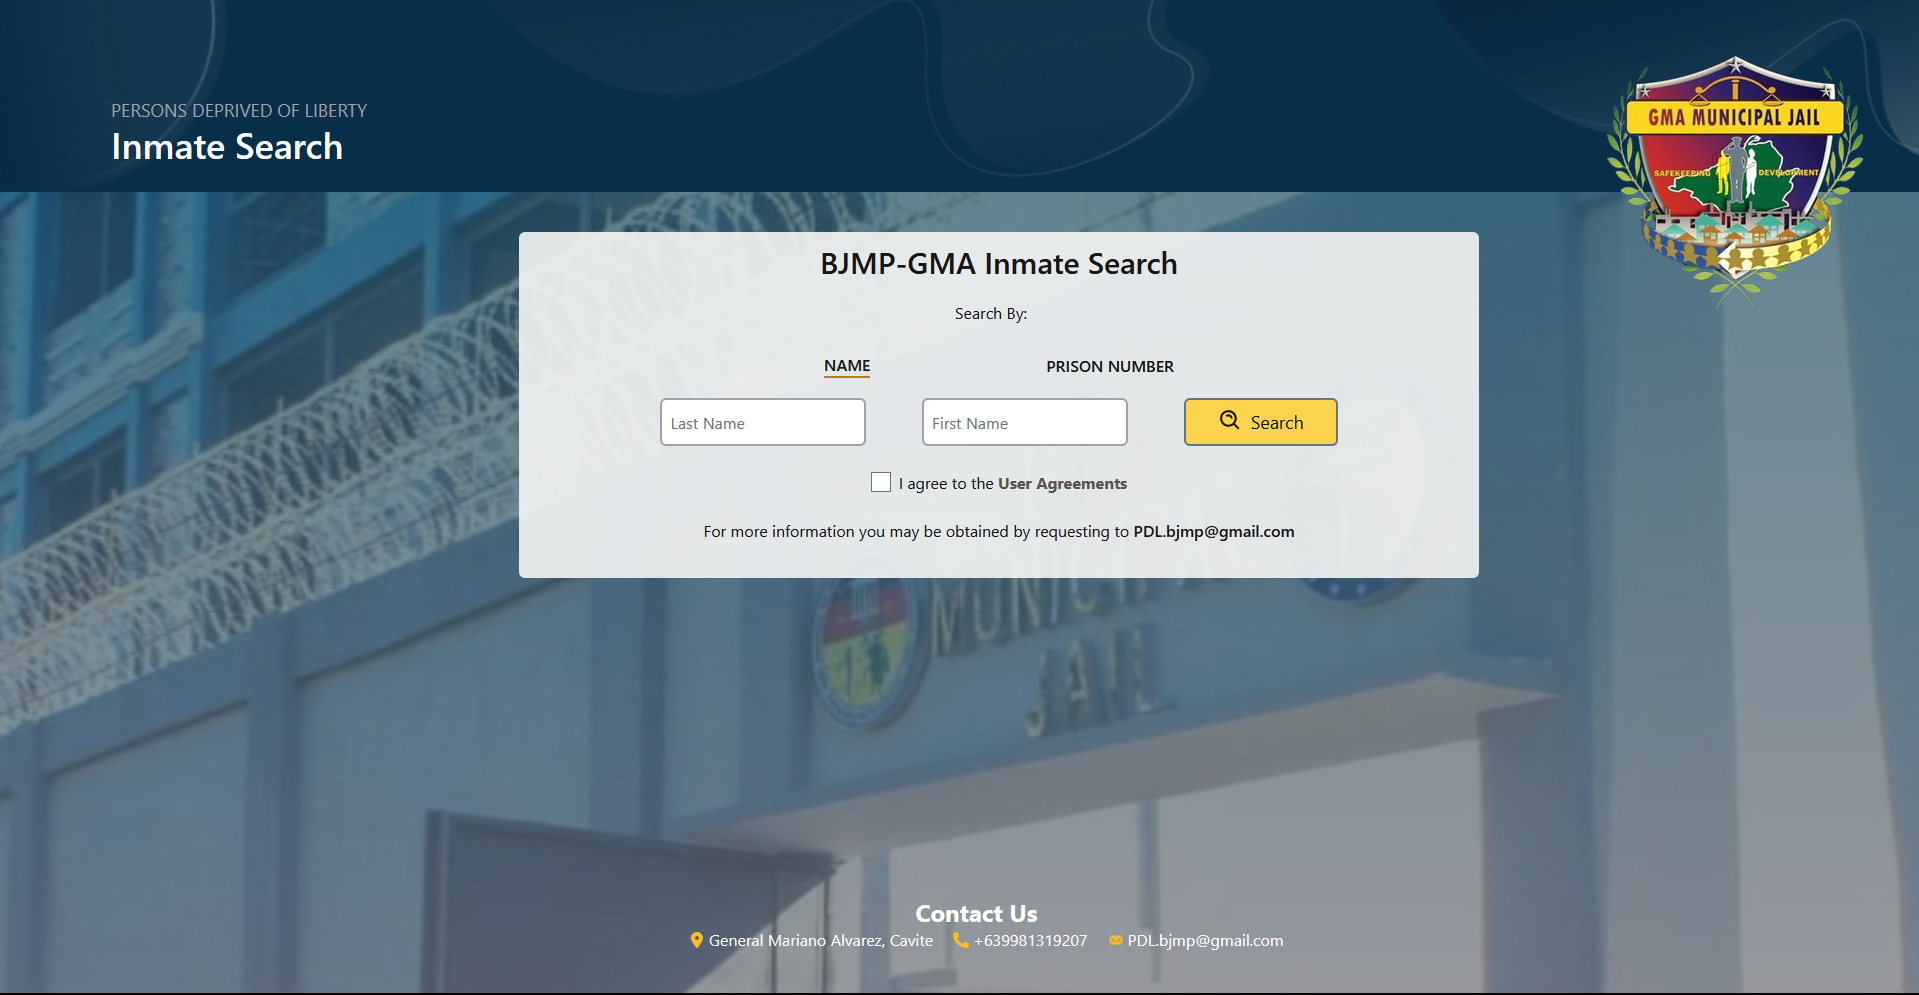 PERSONS DEPRIVED OF LIBERTY
Inmate Search
GMA MUNICIPAL JAIL
SAFEKEEPING DEVELOPMENT
BJMP-GMA Inmate Search
Search By:
NAME PRISON NUMBER
Last Name First Name Search
I agree to the User Agreements
For more information you may be obtained by requesting to PDL.bjmp@gmail.com
MUNICIPAL
JAIL
Contact Us
General Mariano Alvarez, Cavite +639981319207 PDL.bjmp@gmail.com